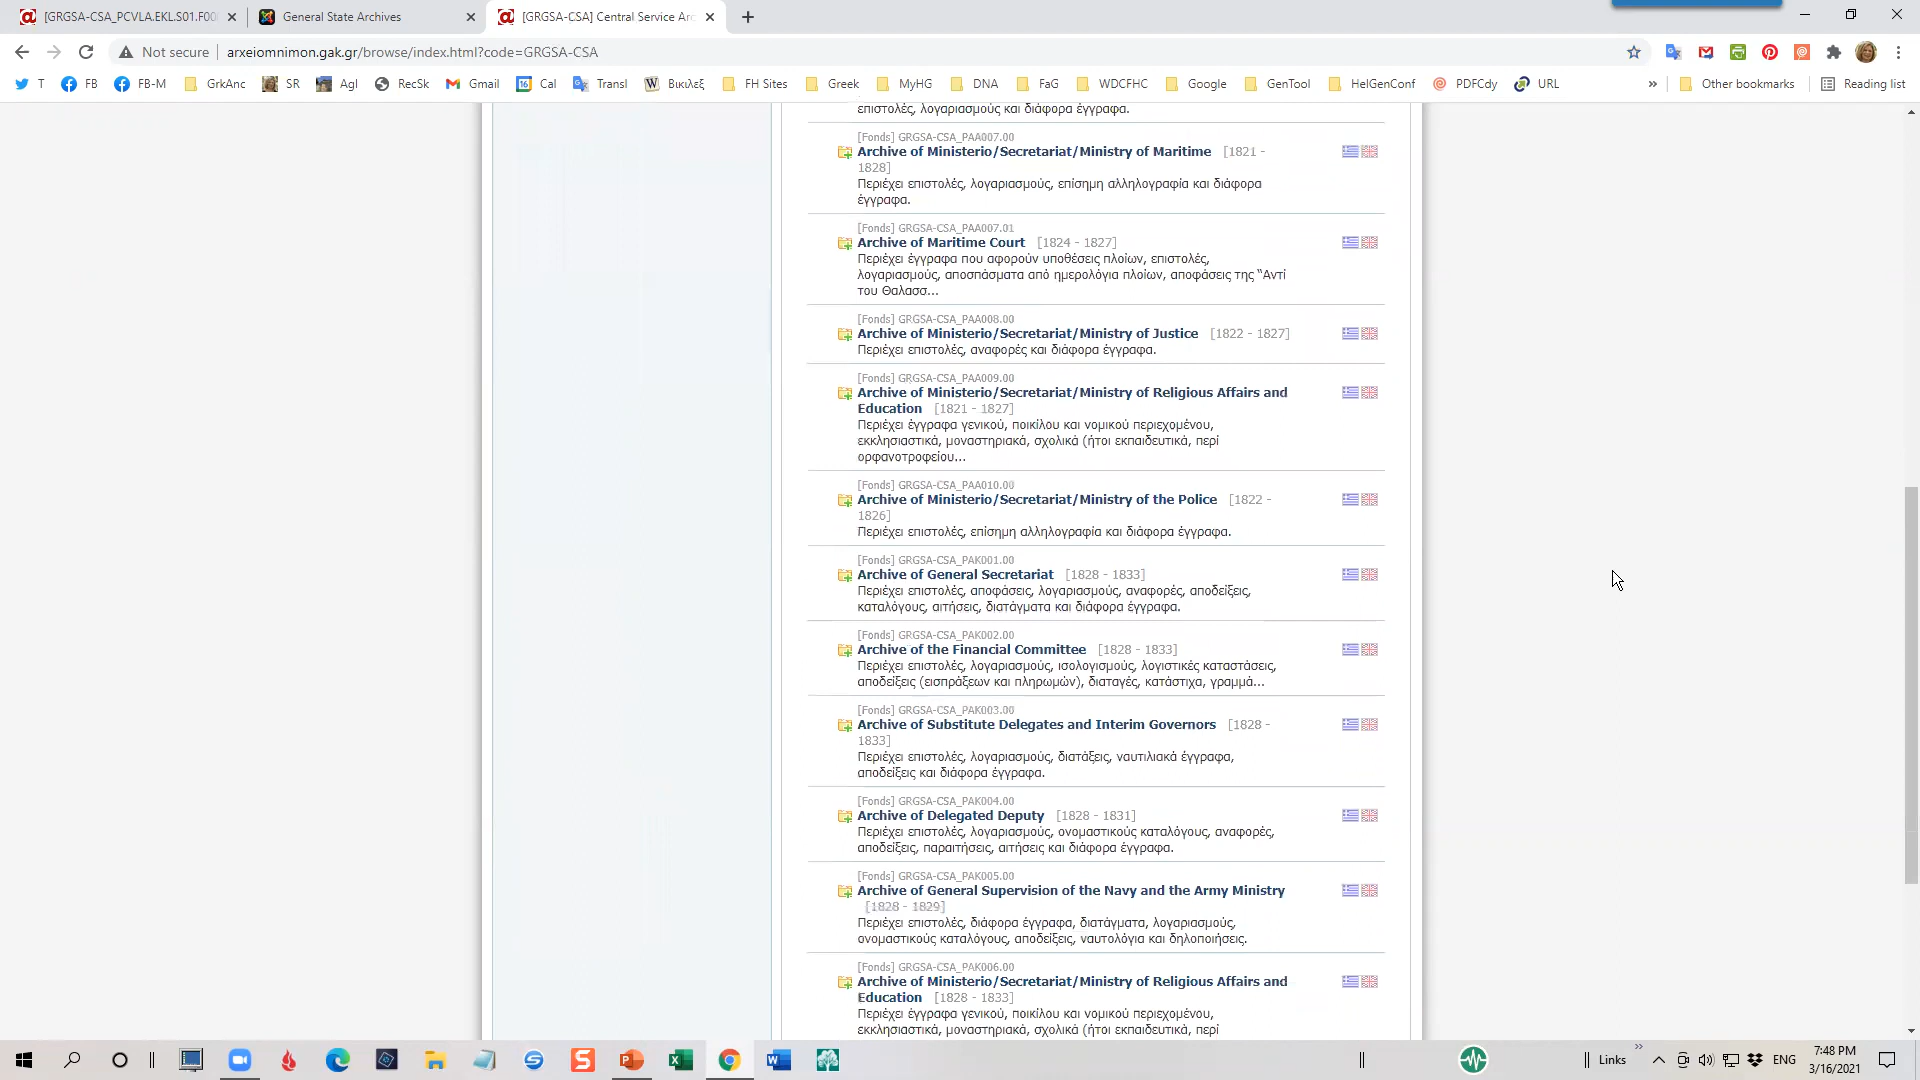 [GRGSA-CSA_PCVLA.EKL.S01.F00
General State Archives
[GRGSA-CSA] Central Service Arc
Not secure
arxeiomnimon.gak.gr/browse/index.html?code=GRGSA-CSA
T
FB
FB-M
GrkAnc
SR
Agl
RecSk
Gmail
Cal
Transl
Βικιλεξ
FH Sites
Greek
MyHG
DNA
FaG
WDCFHC
Google
GenTool
HelGenConf
PDFCdy
URL
»
Other bookmarks
Reading list
επιστολές, λογαριασμούς και διάφορα έγγραφα.
[Fonds] GRGSA-CSA_PAA007.00
Archive of Ministerio/Secretariat/Ministry of Maritime [1821 -
1828]
Περιέχει επιστολές, λογαριασμούς, επίσημη αλληλογραφία και διάφορα
έγγραφα.
[Fonds] GRGSA-CSA_PAA007.01
Archive of Maritime Court [1824 - 1827]
Περιέχει έγγραφα που αφορούν υποθέσεις πλοίων, επιστολές,
λογαριασμούς, αποσπάσματα από ημερολόγια πλοίων, αποφάσεις της “Αντί
του Θαλασσ...
[Fonds] GRGSA-CSA_PAA008.00
Archive of Ministerio/Secretariat/Ministry of Justice [1822 - 1827]
Περιέχει επιστολές, αναφορές και διάφορα έγγραφα.
[Fonds] GRGSA-CSA_PAA009.00
Archive of Ministerio/Secretariat/Ministry of Religious Affairs and
Education [1821 - 1827]
Περιέχει έγγραφα γενικού, ποικίλου και νομικού περιεχομένου,
εκκλησιαστικά, μοναστηριακά, σχολικά (ήτοι εκπαιδευτικά, περί
ορφανοτροφείου...
[Fonds] GRGSA-CSA_PAA010.00
Archive of Ministerio/Secretariat/Ministry of the Police [1822 -
1826]
Περιέχει επιστολές, επίσημη αλληλογραφία και διάφορα έγγραφα.
[Fonds] GRGSA-CSA_PAK001.00
Archive of General Secretariat [1828 - 1833]
Περιέχει επιστολές, αποφάσεις, λογαριασμούς, αναφορές, αποδείξεις,
καταλόγους, αιτήσεις, διατάγματα και διάφορα έγγραφα.
[Fonds] GRGSA-CSA_PAK002.00
Archive of the Financial Committee [1828 - 1833]
Περιέχει επιστολές, λογαριασμούς, ισολογισμούς, λογιστικές καταστάσεις,
αποδείξεις (εισπράξεων και πληρωμών), διαταγές, κατάστιχα, γραμμά...
[Fonds] GRGSA-CSA_PAK003.00
Archive of Substitute Delegates and Interim Governors [1828 -
1833]
Περιέχει επιστολές, λογαριασμούς, διατάξεις, ναυτιλιακά έγγραφα,
αποδείξεις και διάφορα έγγραφα.
[Fonds] GRGSA-CSA_PAK004.00
Archive of Delegated Deputy [1828 - 1831]
Περιέχει επιστολές, λογαριασμούς, ονομαστικούς καταλόγους, αναφορές,
αποδείξεις, παραιτήσεις, αιτήσεις και διάφορα έγγραφα.
[Fonds] GRGSA-CSA_PAK005.00
Archive of General Supervision of the Navy and the Army Ministry
[1828 - 1829]
Περιέχει επιστολές, διάφορα έγγραφα, διατάγματα, λογαριασμούς,
ονομαστικούς καταλόγους, αποδείξεις, ναυτολόγια και δηλοποιήσεις.
[Fonds] GRGSA-CSA_PAK006.00
Archive of Ministerio/Secretariat/Ministry of Religious Affairs and
Education [1828 - 1833]
Περιέχει έγγραφα γενικού, ποικίλου και νομικού περιεχομένου,
εκκλησιαστικά, μοναστηριακά, σχολικά (ήτοι εκπαιδευτικά, περί
Links
»
ENG
7:48 PM
3/16/2021